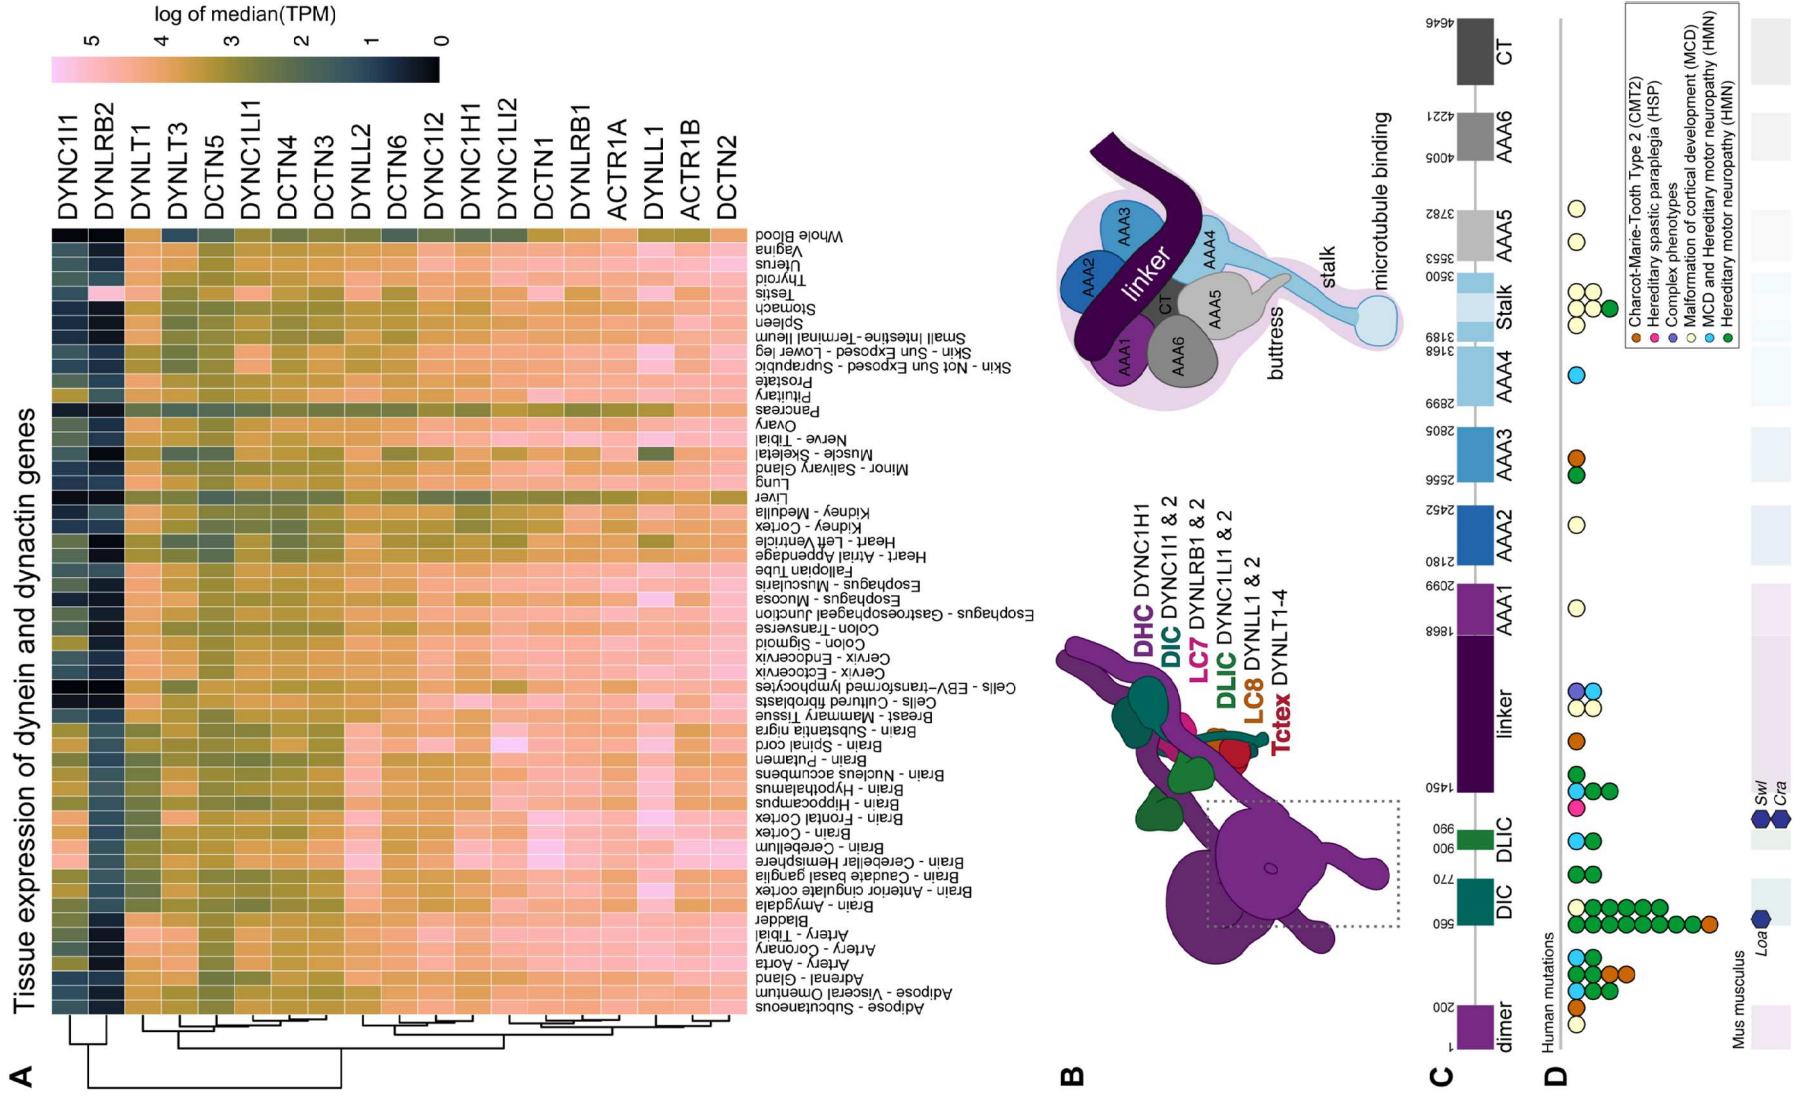 A
Tissue expression of dynein and dynactin genes
log of median(TPM)
5
4
3
2
1
0
DYNC1I1
DYNLRB2
DYNLT1
DYNLT3
DCTN5
DYNC1LI1
DCTN4
DCTN3
DYNLL2
DCTN6
DYNC1I2
DYNC1H1
DYNC1LI2
DCTN1
DYNLRB1
ACTR1A
DYNLL1
ACTR1B
DCTN2
Whole Blood
Vagina
Uterus
Thyroid
Testis
Stomach
Spleen
Small Intestine-Terminal Ileum
Skin - Sun Exposed - Lower leg
Skin - Not Sun Exposed - Suprapubic
Prostate
Pituitary
Pancreas
Ovary
Nerve - Tibial
Muscle - Skeletal
Minor - Salivary Gland
Lung
Liver
Kidney - Medulla
Kidney - Cortex
Heart - Left Ventricle
Heart - Atrial Appendage
Fallopian Tube
Esophagus - Muscularis
Esophagus - Mucosa
Esophagus - Gastroesophageal Junction
Colon - Transverse
Colon - Sigmoid
Cervix - Endocervix
Cervix - Ectocervix
Cells - EBV-transformed lymphocytes
Cells - Cultured fibroblasts
Breast - Mammary Tissue
Brain - Substantia nigra
Brain - Spinal cord
Brain - Putamen
Brain - Nucleus accumbens
Brain - Hypothalamus
Brain - Hippocampus
Brain - Frontal Cortex
Brain - Cortex
Brain - Cerebellum
Brain - Cerebellar Hemisphere
Brain - Caudate basal ganglia
Brain - Anterior cingulate cortex
Brain - Amygdala
Bladder
Artery - Tibial
Artery - Coronary
Artery - Aorta
Adrenal - Gland
Adipose - Visceral Omentum
Adipose - Subcutaneous
B
DHC DYNC1H1
DIC DYNC1I1 & 2
LC7 DYNLRB1 & 2
DLIC DYNC1LI1 & 2
LC8 DYNLL1 & 2
Tctex DYNLT1-4
AAA1
AAA2
AAA3
AAA4
AAA5
AAA6
linker
CT
buttress
stalk
microtubule binding
C
1
200
560
770
900
990
1450
1868
2099
2180
2452
2556
2805
2899
3168
3189
3500
3553
3782
4005
4221
4646
dimer
DIC
DLIC
linker
AAA1
AAA2
AAA3
AAA4
Stalk
AAA5
AAA6
CT
D
Human mutations
Charcot-Marie-Tooth Type 2 (CMT2)
Hereditary spastic paraplegia (HSP)
Complex phenotypes
Malformation of cortical development (MCD)
MCD and Hereditary motor neuropathy (HMN)
Hereditary motor neuropathy (HMN)
Mus musculus
Loa
Swl
Cra